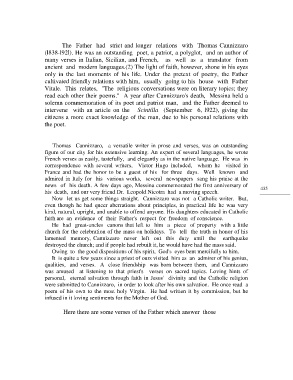 The Father had strict and longer relations with Thomas Cannizzaro
(1838-1921). He was an outstanding poet, a patriot, a polyglot, and an author of
many verses in Italian, Sicilian, and French, as well as a translator from
ancient and modern languages.(2) The light of faith, however, shone in his eyes
only in the last moments of his life. Under the pretext of poetry, the Father
cultivated friendly relations with him, usually going to his house with Father
Vitale. This relates, "The religious conversations were on literary topics; they
read each other their poems." A year after Cannizzaro's death, Messina held a
solemn commemoration of its poet and patriot man, and the Father deemed to
intervene with an article on the Scintilla (September 6, 1922), giving the
citizens a more exact knowledge of the man, due to his personal relations with
the poet.
Thomas Cannizzaro, a versatile writer in prose and verses, was an outstanding
figure of our day for his extensive learning. An expert of several languages, he wrote
French verses as easily, tastefully, and elegantly as in the native language. He was in
correspondence with several writers. Victor Hugo included, whom he visited in
France and had the honor to be a guest of his for three days. Well known and
admired in Italy for his various works, several newspapers sang his praise at the
news of his death. A few days ago, Messina commemorated the first anniversary of
his death, and our very friend Dr. Leopold Nicotra had a moving speech.
Now let us get some things straight. Cannizzaro was not a Catholic writer. But,
even though he had queer aberrations about principles, in practical life he was very
kind, natural, upright, and unable to offend anyone. His daughters educated in Catholic
faith are an evidence of their Father's respect for freedom of conscience.
He had great-uncles' canons that left to him a piece of property with a little
church for the celebration of the mass on holidays. To tell the truth in honor of his
lamented memory, Cannizzaro never left out this duty until the earthquake
destroyed the church; and if people had rebuilt it, he would have had the mass said.
Owing to the good dispositions of his spirit, God's eyes bent mercifully to him.
It is quite a few years since a priest of ours visited him as an admirer of his genius,
qualities, and verses. A close friendship was born between them, and Cannizzaro
was amused at listening to that priest's verses on sacred topics. Loving hints of
personal, eternal salvation through faith in Jesus' divinity and the Catholic religion
were submitted to Cannizzaro, in order to look after his own salvation. He once read a
poem of his own to the most holy Virgin. He had written it by commission, but he
infused in it loving sentiments for the Mother of God.
Here there are some verses of the Father which answer those